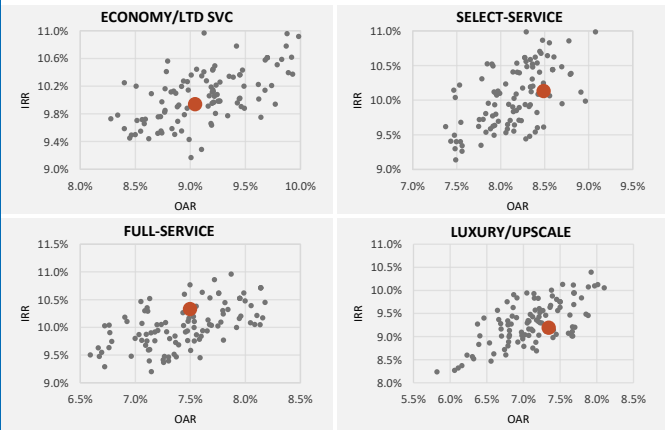 ECONOMY/LTD SVC
11.0%
10.6%
10.2%
9.8%
9.4%
9.0%
IRR
8.0% 8.5% 9.0% 9.5% 10.0%
OAR
SELECT-SERVICE
11.0%
10.5%
10.0%
9.5%
9.0%
IRR
7.0% 7.5% 8.0% 8.5% 9.0% 9.5%
OAR
FULL-SERVICE
11.5%
11.0%
10.5%
10.0%
9.5%
9.0%
IRR
6.5% 7.0% 7.5% 8.0% 8.5%
OAR
LUXURY/UPSCALE
11.0%
10.5%
10.0%
9.5%
9.0%
8.5%
8.0%
IRR
5.5% 6.0% 6.5% 7.0% 7.5% 8.0% 8.5%
OAR